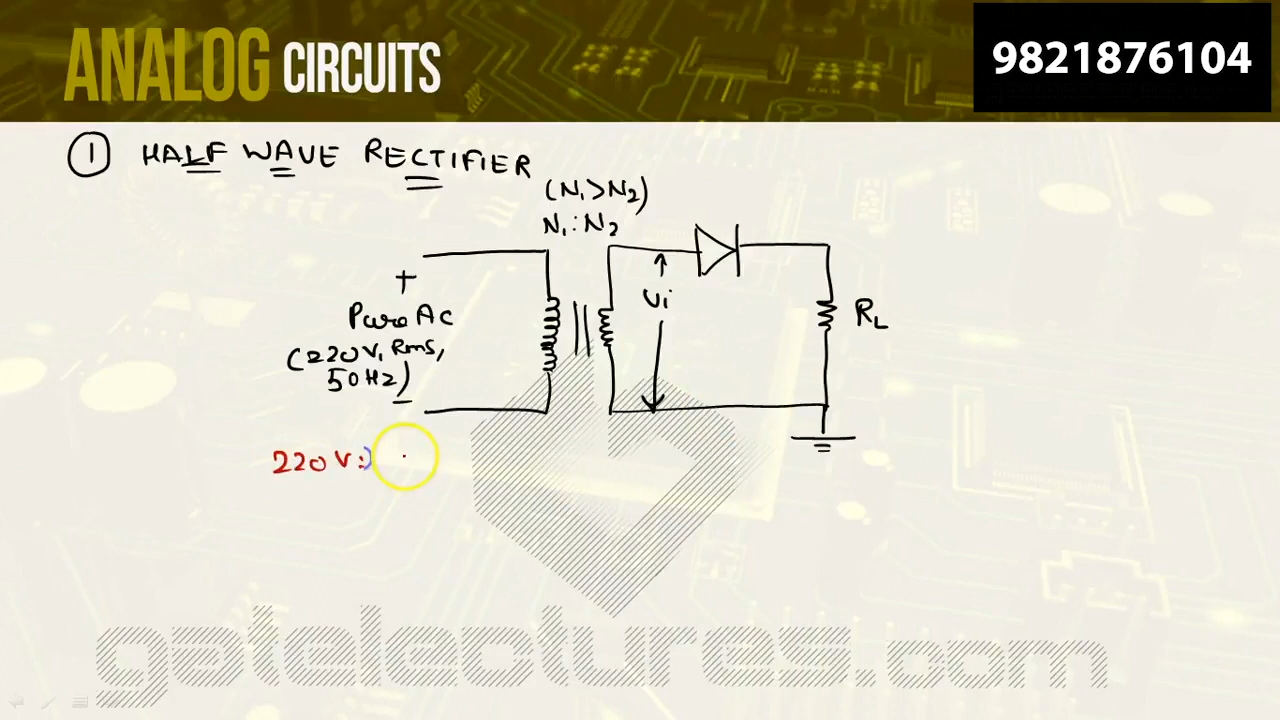 ANALOG CIRCUITS
9821876104
① HALF WAVE RECTIFIER
(N₁>N₂)
N₁:N₂
+
Vi
Pure AC
RL
(220V, Rms,
50Hz)
−
220V:)
gatelectures.com